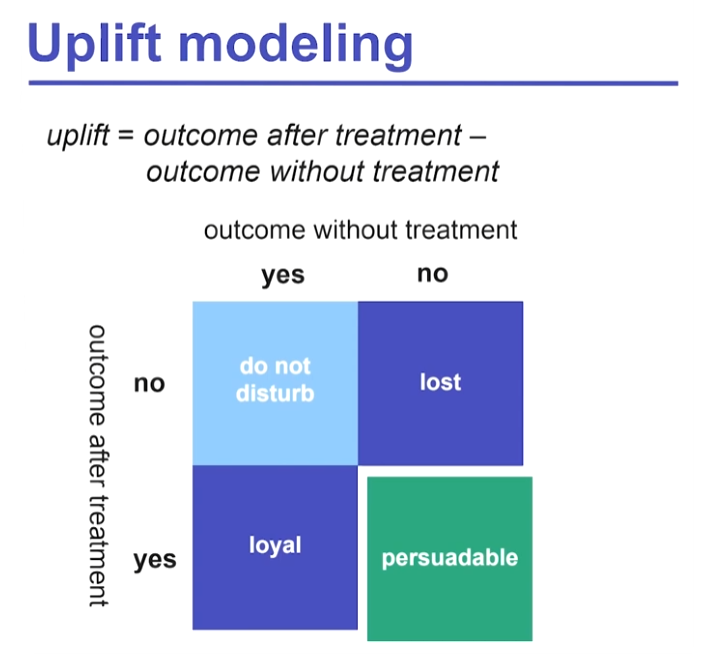 Uplift modeling
uplift = outcome after treatment –
outcome without treatment
outcome without treatment
yes
no
outcome after treatment
no
do not
disturb
lost
yes
loyal
persuadable